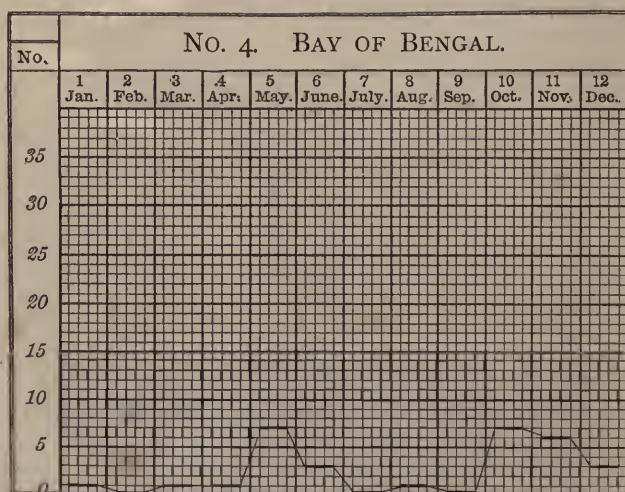 No. 4. Bay of Bengal.
No.
1 2 3 4 5 6 7 8 9 10 11 12
Jan. Feb. Mar. Apr. May. June. July. Aug. Sep. Oct. Nov. Dec.
35
30
25
20
15
10
5
0